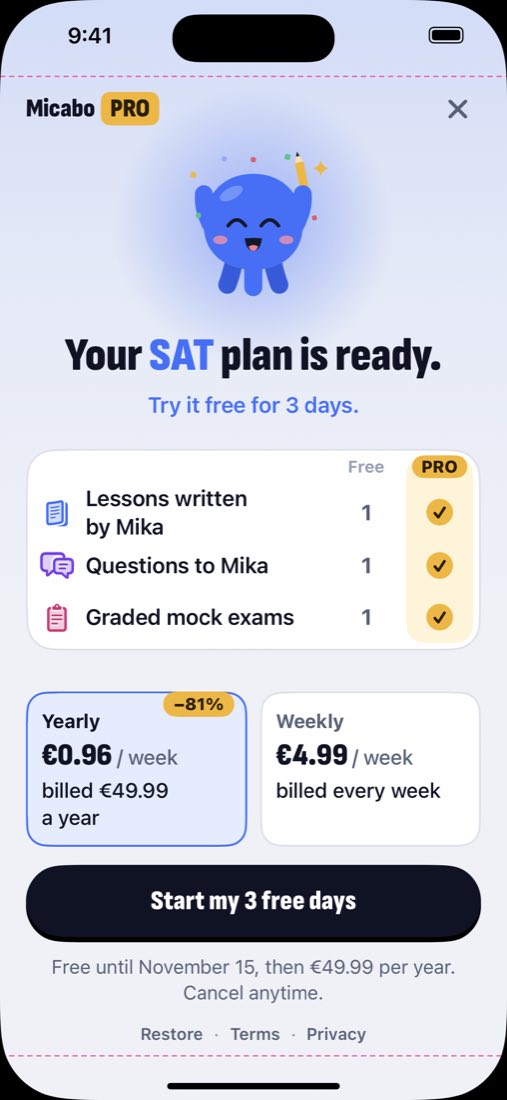 9:41
Micabo PRO
Your SAT plan is ready.
Try it free for 3 days.
Free PRO
Lessons written
by Mika
1
Questions to Mika 1
Graded mock exams 1
−81%
Yearly
€0.96 / week
billed €49.99
a year
Weekly
€4.99 / week
billed every week
Start my 3 free days
Free until November 15, then €49.99 per year.
Cancel anytime.
Restore · Terms · Privacy